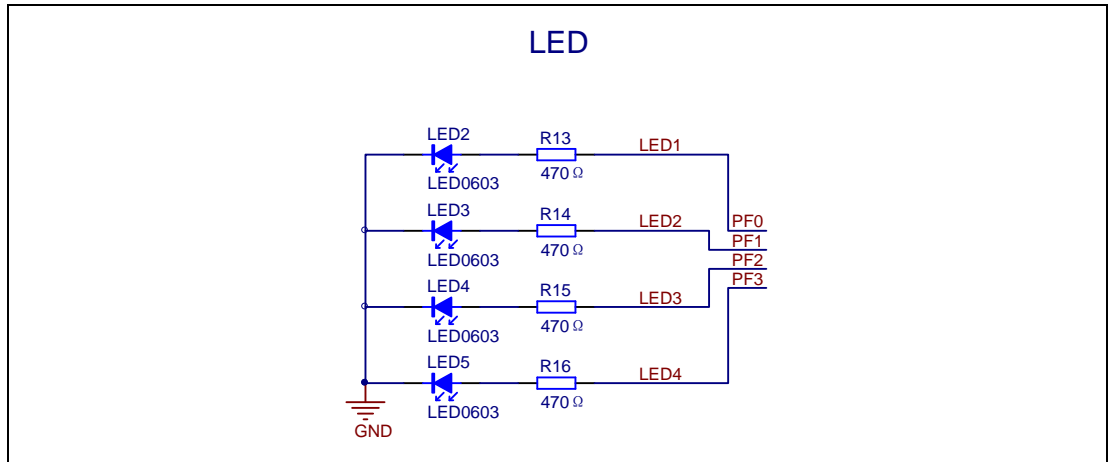 LED
LED2
R13
LED1
470 Ω
LED0603
LED3
R14
LED2
PF0
470 Ω
PF1
LED0603
PF2
LED4
R15
LED3
PF3
470 Ω
LED0603
LED5
R16
LED4
470 Ω
LED0603
GND